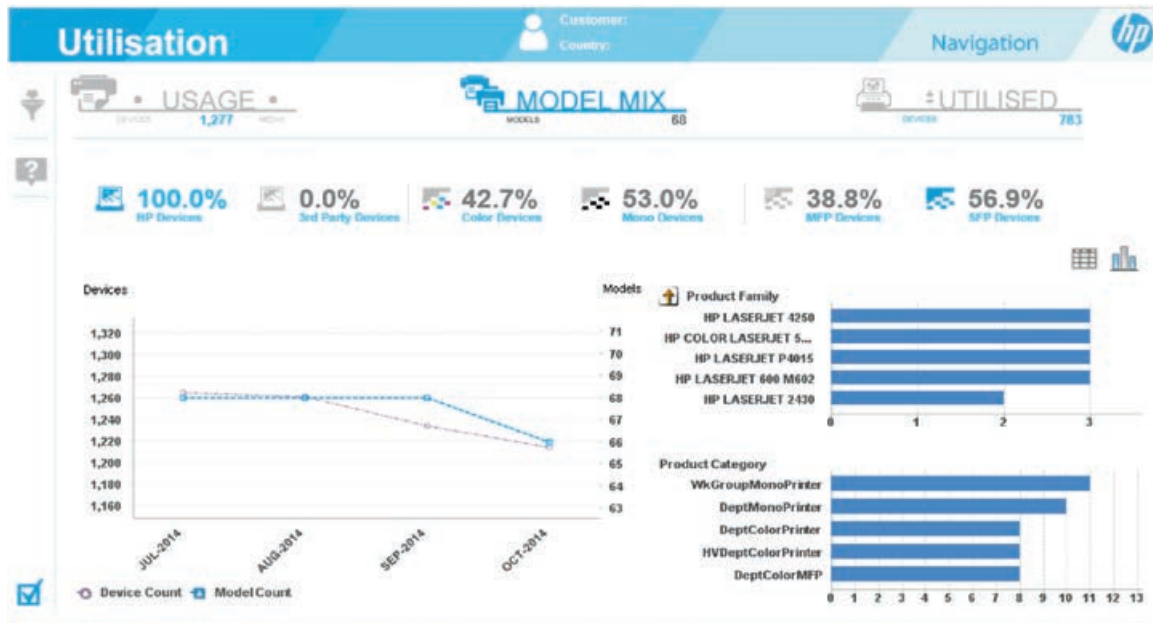 Utilisation
Customer:
Country:
Navigation
hp
• USAGE •
DEVICES 1,277 MEDIA
MODEL MIX
MODELS 68
±UTILISED
DEVICES 783
?
100.0%
HP Devices
0.0%
3rd Party Devices
42.7%
Color Devices
53.0%
Mono Devices
38.8%
MFP Devices
56.9%
SFP Devices
Devices
Models
1,320
1,300
1,280
1,260
1,240
1,220
1,200
1,180
1,160
71
70
69
68
67
66
65
64
63
JUL-2014
AUG-2014
SEP-2014
OCT-2014
Device Count
Model Count
Product Family
HP LASERJET 4250
HP COLOR LASERJET 5...
HP LASERJET P4015
HP LASERJET 600 M602
HP LASERJET 2430
0 1 2 3
Product Category
WkGroupMonoPrinter
DeptMonoPrinter
DeptColorPrinter
HVDeptColorPrinter
DeptColorMFP
0 1 2 3 4 5 6 7 8 9 10 11 12 13